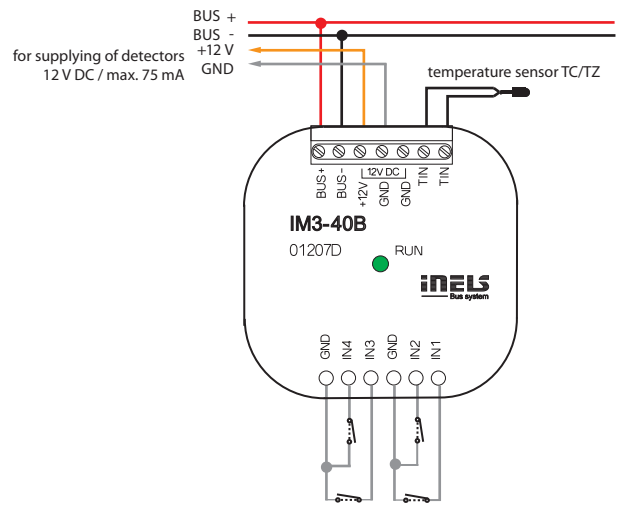 BUS +
BUS -
+12 V
for supplying of detectors
12 V DC / max. 75 mA
GND
temperature sensor TC/TZ
BUS+
BUS-
+12V
12V DC
GND
GND
TIN
TIN
IM3-40B
01207D
RUN
iNELS
Bus system
GND
IN4
IN3
GND
IN2
IN1